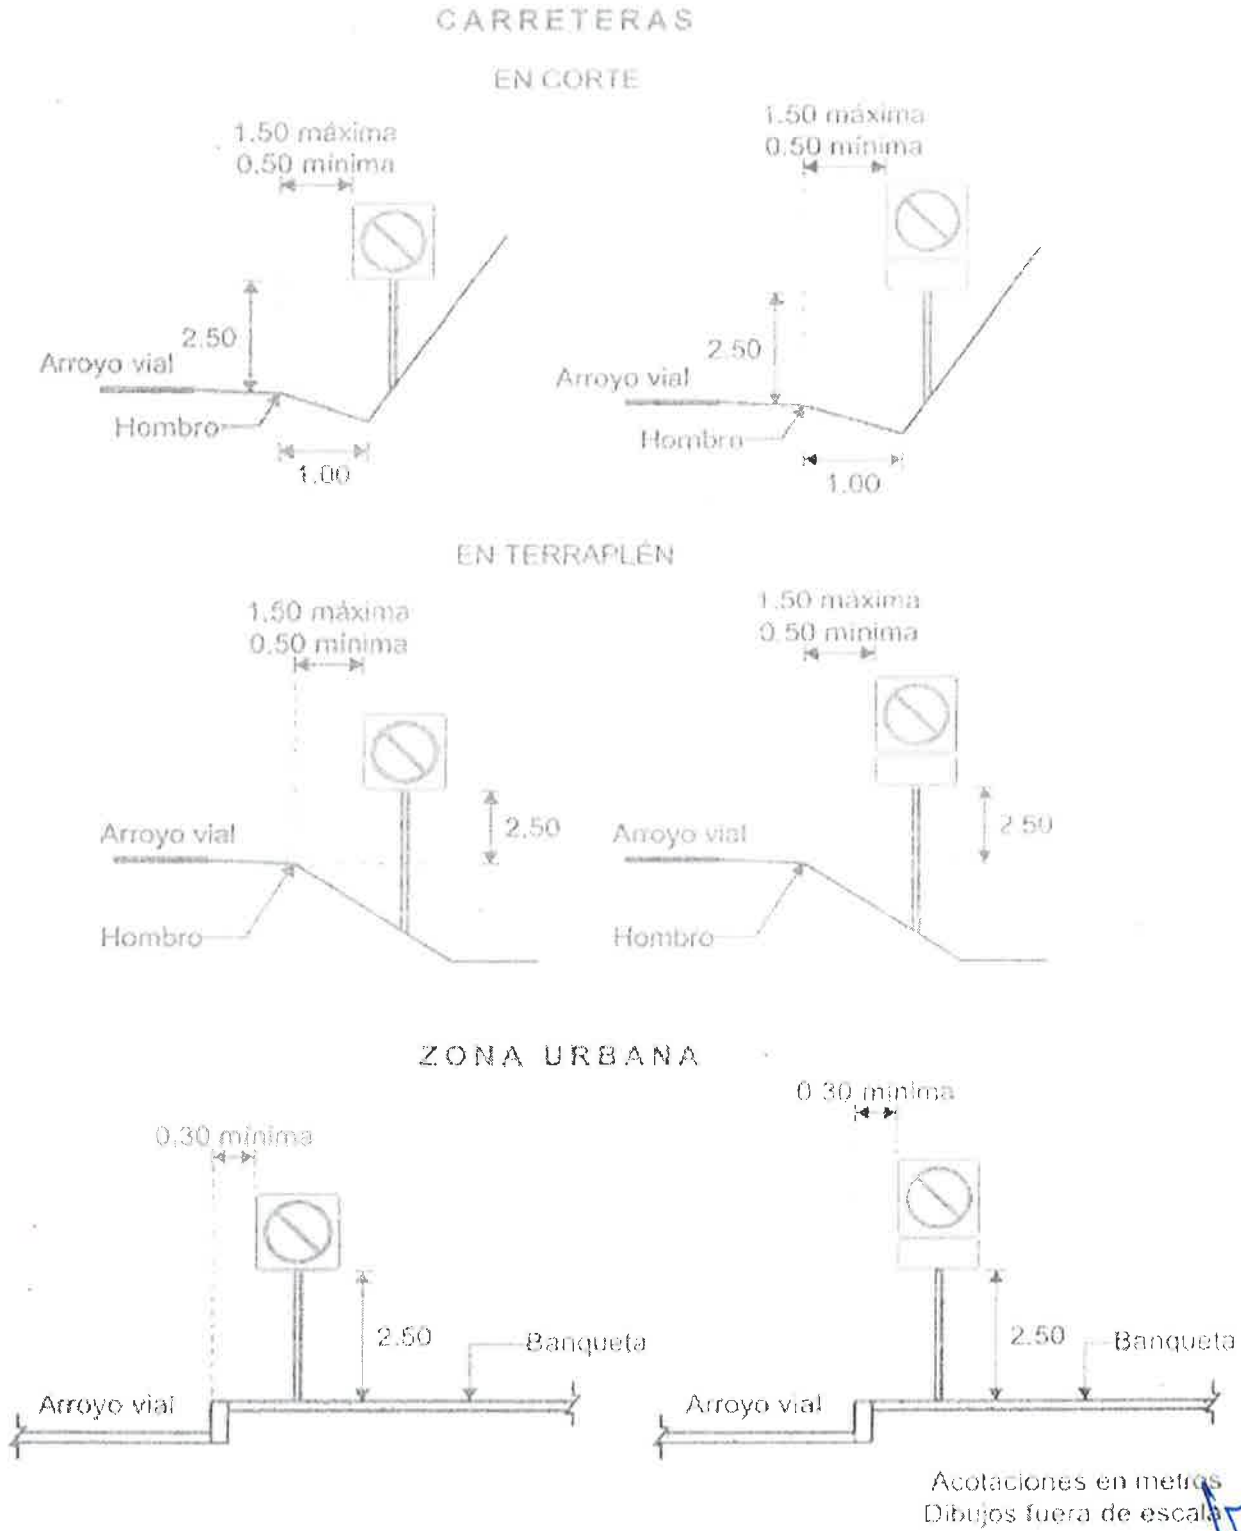 CARRETERAS
EN CORTE
1.50 máxima
0.50 mínima
2.50
Arroyo vial
Hombro
1.00
1.50 máxima
0.50 mínima
2.50
Arroyo vial
Hombro
1.00
EN TERRAPLÉN
1.50 máxima
0.50 mínima
2.50
Arroyo vial
Hombro
1.50 máxima
0.50 mínima
2.50
Arroyo vial
Hombro
ZONA URBANA
0.30 mínima
2.50
Banqueta
Arroyo vial
0.30 mínima
2.50
Banqueta
Arroyo vial
Acotaciones en metros
Dibujos fuera de escala